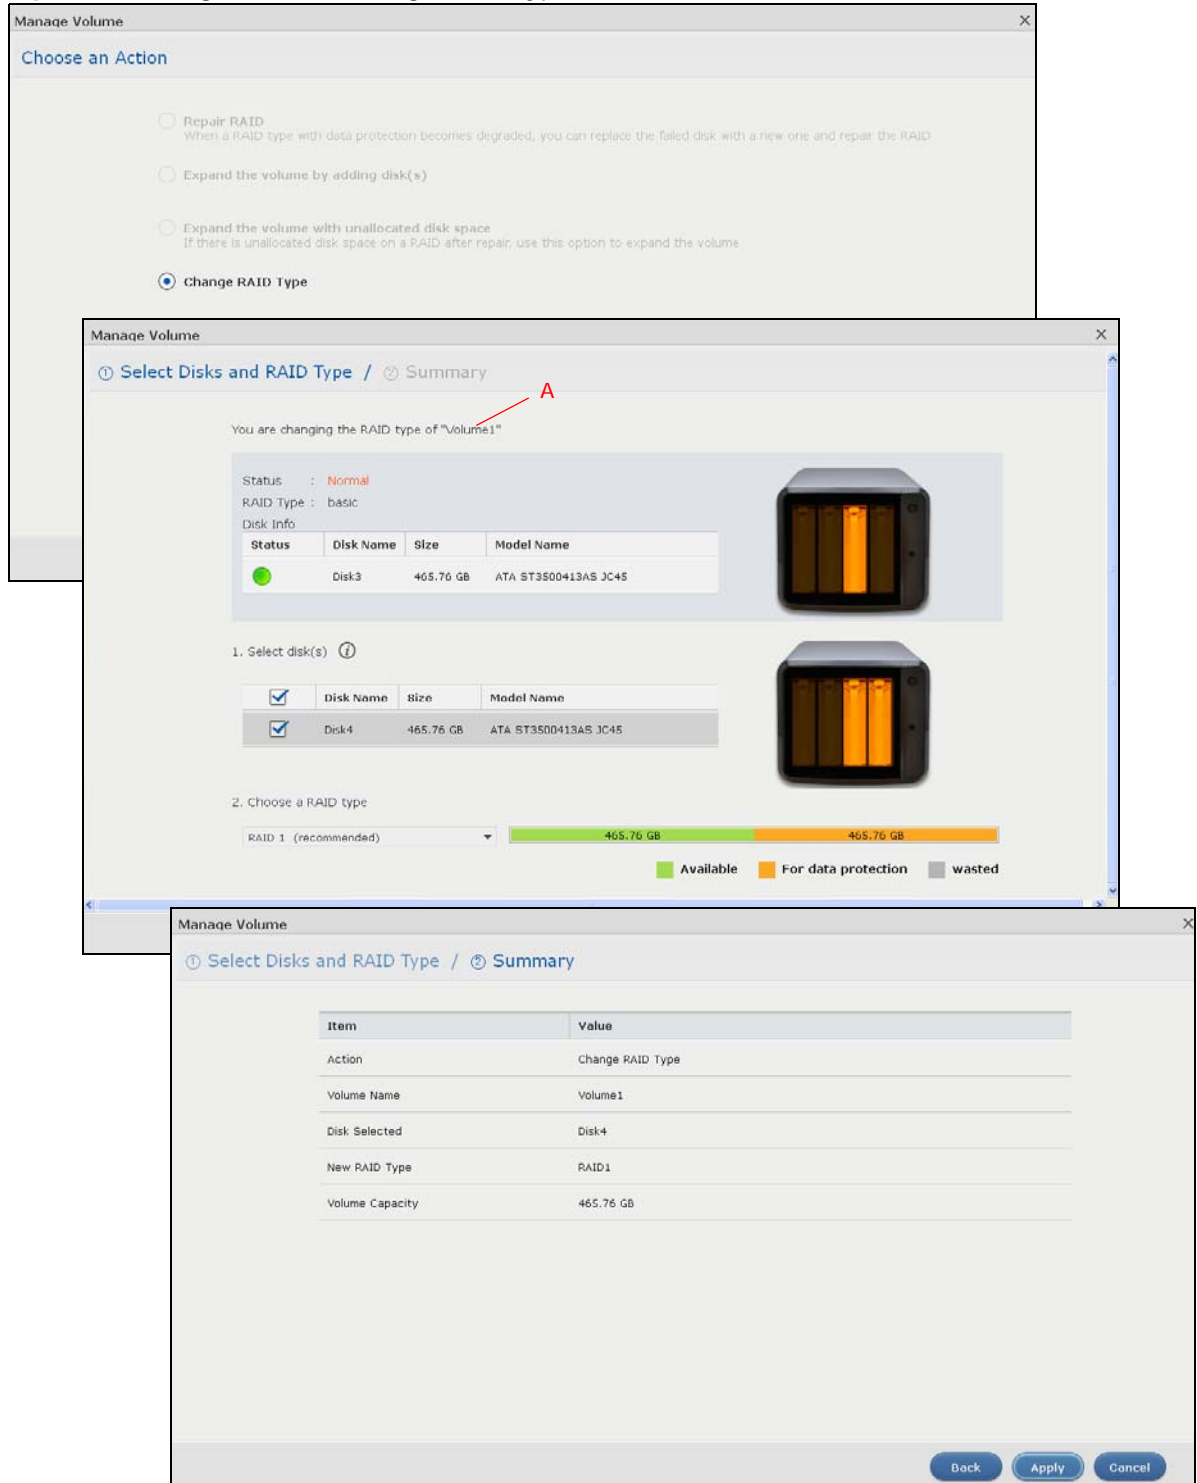 Manage Volume
Choose an Action
Repair RAID
When a RAID type with data protection becomes degraded, you can replace the failed disk with a new one and repair the RAID
Expand the volume by adding disk(s)
Expand the volume with unallocated disk space
If there is unallocated disk space on a RAID after repair, use this option to expand the volume
Change RAID Type
Manage Volume
① Select Disks and RAID Type / ② Summary
A
You are changing the RAID type of "Volume1"
Status : Normal
RAID Type : basic
Disk Info
Status Disk Name Size Model Name
Disk3 465.76 GB ATA ST3500413AS JC45
1. Select disk(s) i
Disk Name Size Model Name
Disk4 465.76 GB ATA ST3500413AS JC45
2. Choose a RAID type
RAID 1 (recommended) 465.76 GB 465.76 GB
Available For data protection wasted
Manage Volume
① Select Disks and RAID Type / ② Summary
Item Value
Action Change RAID Type
Volume Name Volume1
Disk Selected Disk4
New RAID Type RAID1
Volume Capacity 465.76 GB
Back Apply Cancel